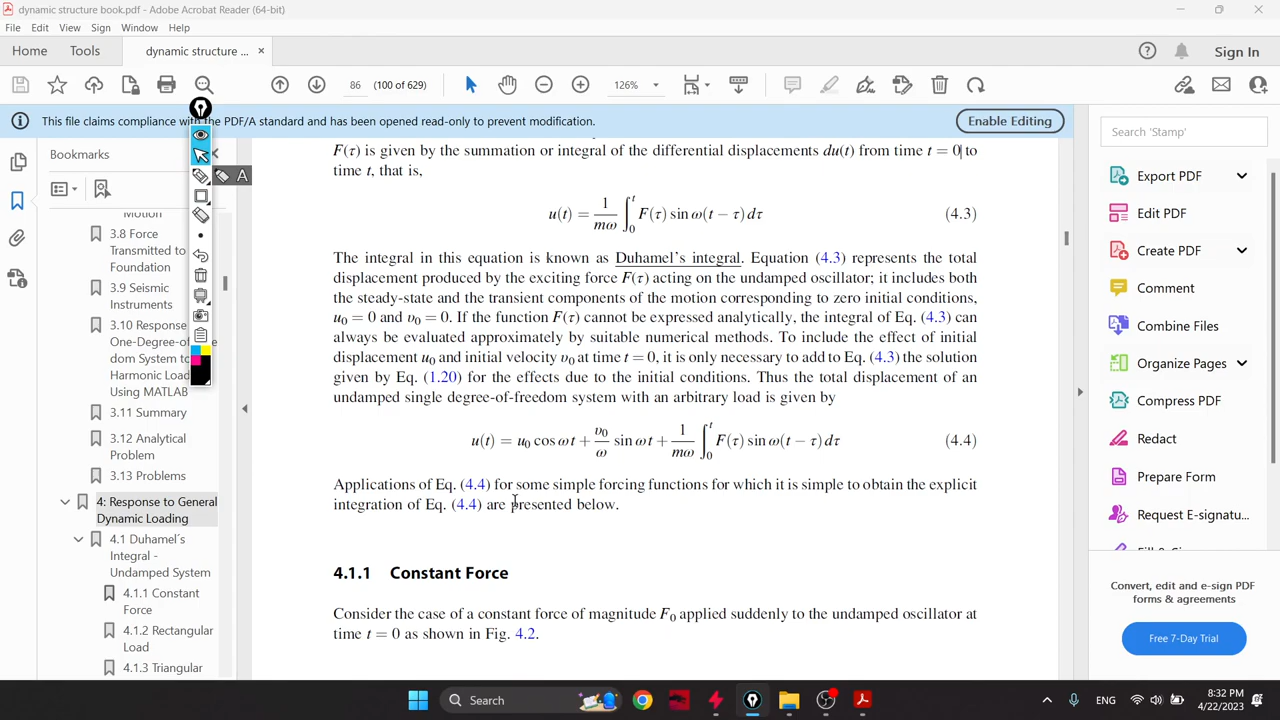 dynamic structure book.pdf - Adobe Acrobat Reader (64-bit)
File Edit View Sign Window Help
Home Tools dynamic structure ... × Sign In
86 (100 of 629) 126%
This file claims compliance with the PDF/A standard and has been opened read-only to prevent modification. Enable Editing
Bookmarks
Motion
3.8 Force
Transmitted to
Foundation
3.9 Seismic
Instruments
3.10 Response
One-Degree-of
dom System to
Harmonic Load
Using MATLAB
3.11 Summary
3.12 Analytical
Problem
3.13 Problems
4: Response to General
Dynamic Loading
4.1 Duhamel´s
Integral -
Undamped System
4.1.1 Constant
Force
4.1.2 Rectangular
Load
4.1.3 Triangular
A
F(τ) is given by the summation or integral of the differential displacements du(t) from time t = 0 to
time t, that is,
u(t) = 1/mω ∫₀ᵗ F(τ) sin ω(t − τ) dτ (4.3)
The integral in this equation is known as Duhamel’s integral. Equation (4.3) represents the total
displacement produced by the exciting force F(τ) acting on the undamped oscillator; it includes both
the steady-state and the transient components of the motion corresponding to zero initial conditions,
u₀ = 0 and υ₀ = 0. If the function F(τ) cannot be expressed analytically, the integral of Eq. (4.3) can
always be evaluated approximately by suitable numerical methods. To include the effect of initial
displacement u₀ and initial velocity υ₀ at time t = 0, it is only necessary to add to Eq. (4.3) the solution
given by Eq. (1.20) for the effects due to the initial conditions. Thus the total displacement of an
undamped single degree-of-freedom system with an arbitrary load is given by
u(t) = u₀ cos ω t + υ₀/ω sin ω t + 1/mω ∫₀ᵗ F(τ) sin ω(t − τ) dτ (4.4)
Applications of Eq. (4.4) for some simple forcing functions for which it is simple to obtain the explicit
integration of Eq. (4.4) are presented below.
4.1.1 Constant Force
Consider the case of a constant force of magnitude F₀ applied suddenly to the undamped oscillator at
time t = 0 as shown in Fig. 4.2.
Search 'Stamp'
Export PDF
Edit PDF
Create PDF
Comment
Combine Files
Organize Pages
Compress PDF
Redact
Prepare Form
Request E-signatu...
Convert, edit and e-sign PDF
forms & agreements
Free 7-Day Trial
Search
ENG
8:32 PM
4/22/2023